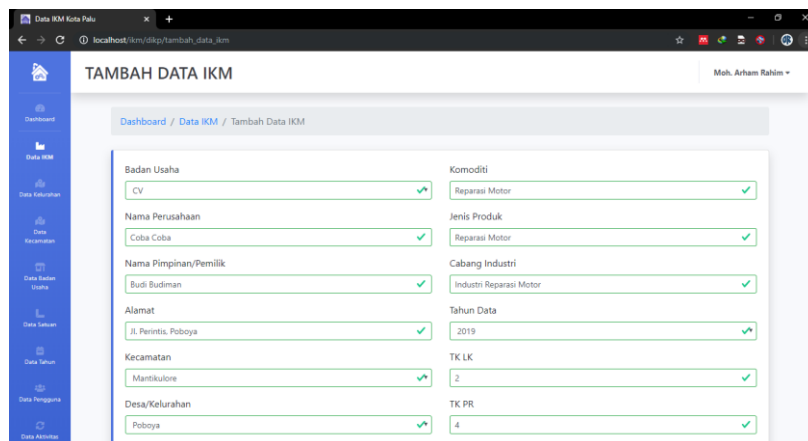 Data IKM Kota Palu
localhost/ikm/dikp/tambah_data_ikm
TAMBAH DATA IKM
Moh. Arham Rahim
Dashboard
Data IKM
Data Kelurahan
Data
Kecamatan
Data Badan
Usaha
Data Satuan
Data Tahun
Data Pengguna
Data Aktivitas
Dashboard / Data IKM / Tambah Data IKM
Badan Usaha
CV
Nama Perusahaan
Coba Coba
Nama Pimpinan/Pemilik
Budi Budiman
Alamat
Jl. Perintis, Poboya
Kecamatan
Mantikulore
Desa/Kelurahan
Poboya
Komoditi
Reparasi Motor
Jenis Produk
Reparasi Motor
Cabang Industri
Industri Reparasi Motor
Tahun Data
2019
TK LK
2
TK PR
4